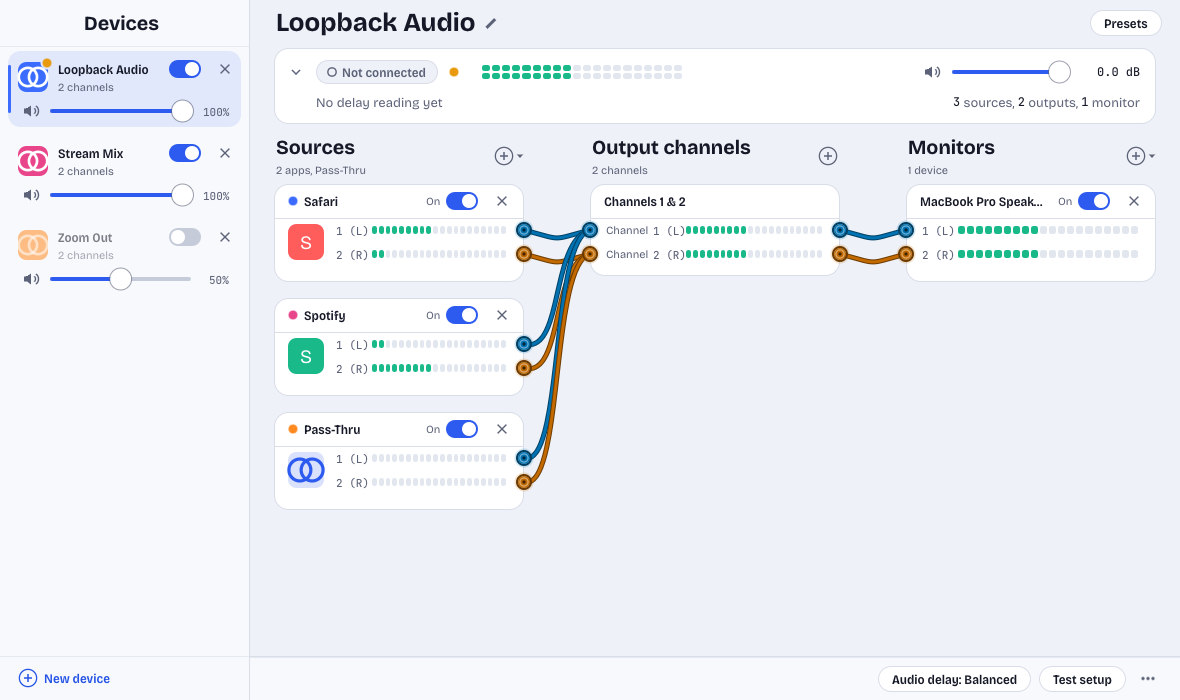 Devices
Loopback Audio
2 channels
100%
Stream Mix
2 channels
100%
Zoom Out
2 channels
50%
New device
Loopback Audio
Presets
Not connected
0.0 dB
No delay reading yet
3 sources, 2 outputs, 1 monitor
Sources
2 apps, Pass-Thru
Safari
On
S
1 (L)
2 (R)
Spotify
On
S
1 (L)
2 (R)
Pass-Thru
On
1 (L)
2 (R)
Output channels
2 channels
Channels 1 & 2
Channel 1 (L)
Channel 2 (R)
Monitors
1 device
MacBook Pro Speak…
On
1 (L)
2 (R)
Audio delay: Balanced
Test setup